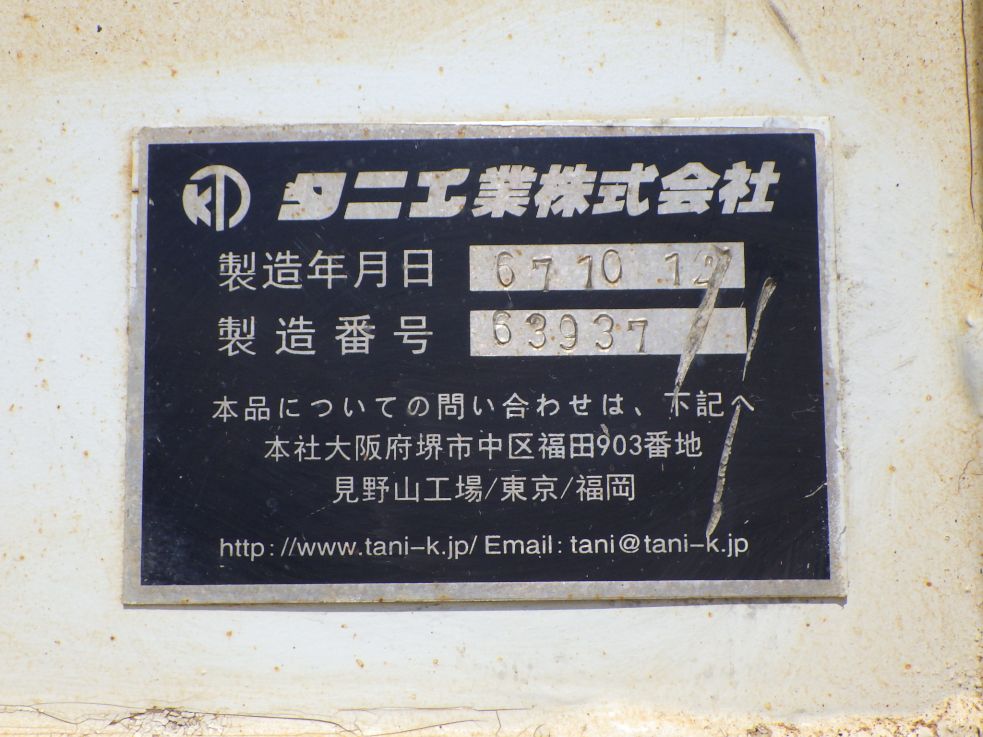 KT タニ工業株式会社
製造年月日 67 10 12
製造番号 63937
本品についての問い合わせは、下記へ
本社大阪府堺市中区福田903番地
見野山工場/東京/福岡
http://www.tani-k.jp/ Email: tani@tani-k.jp